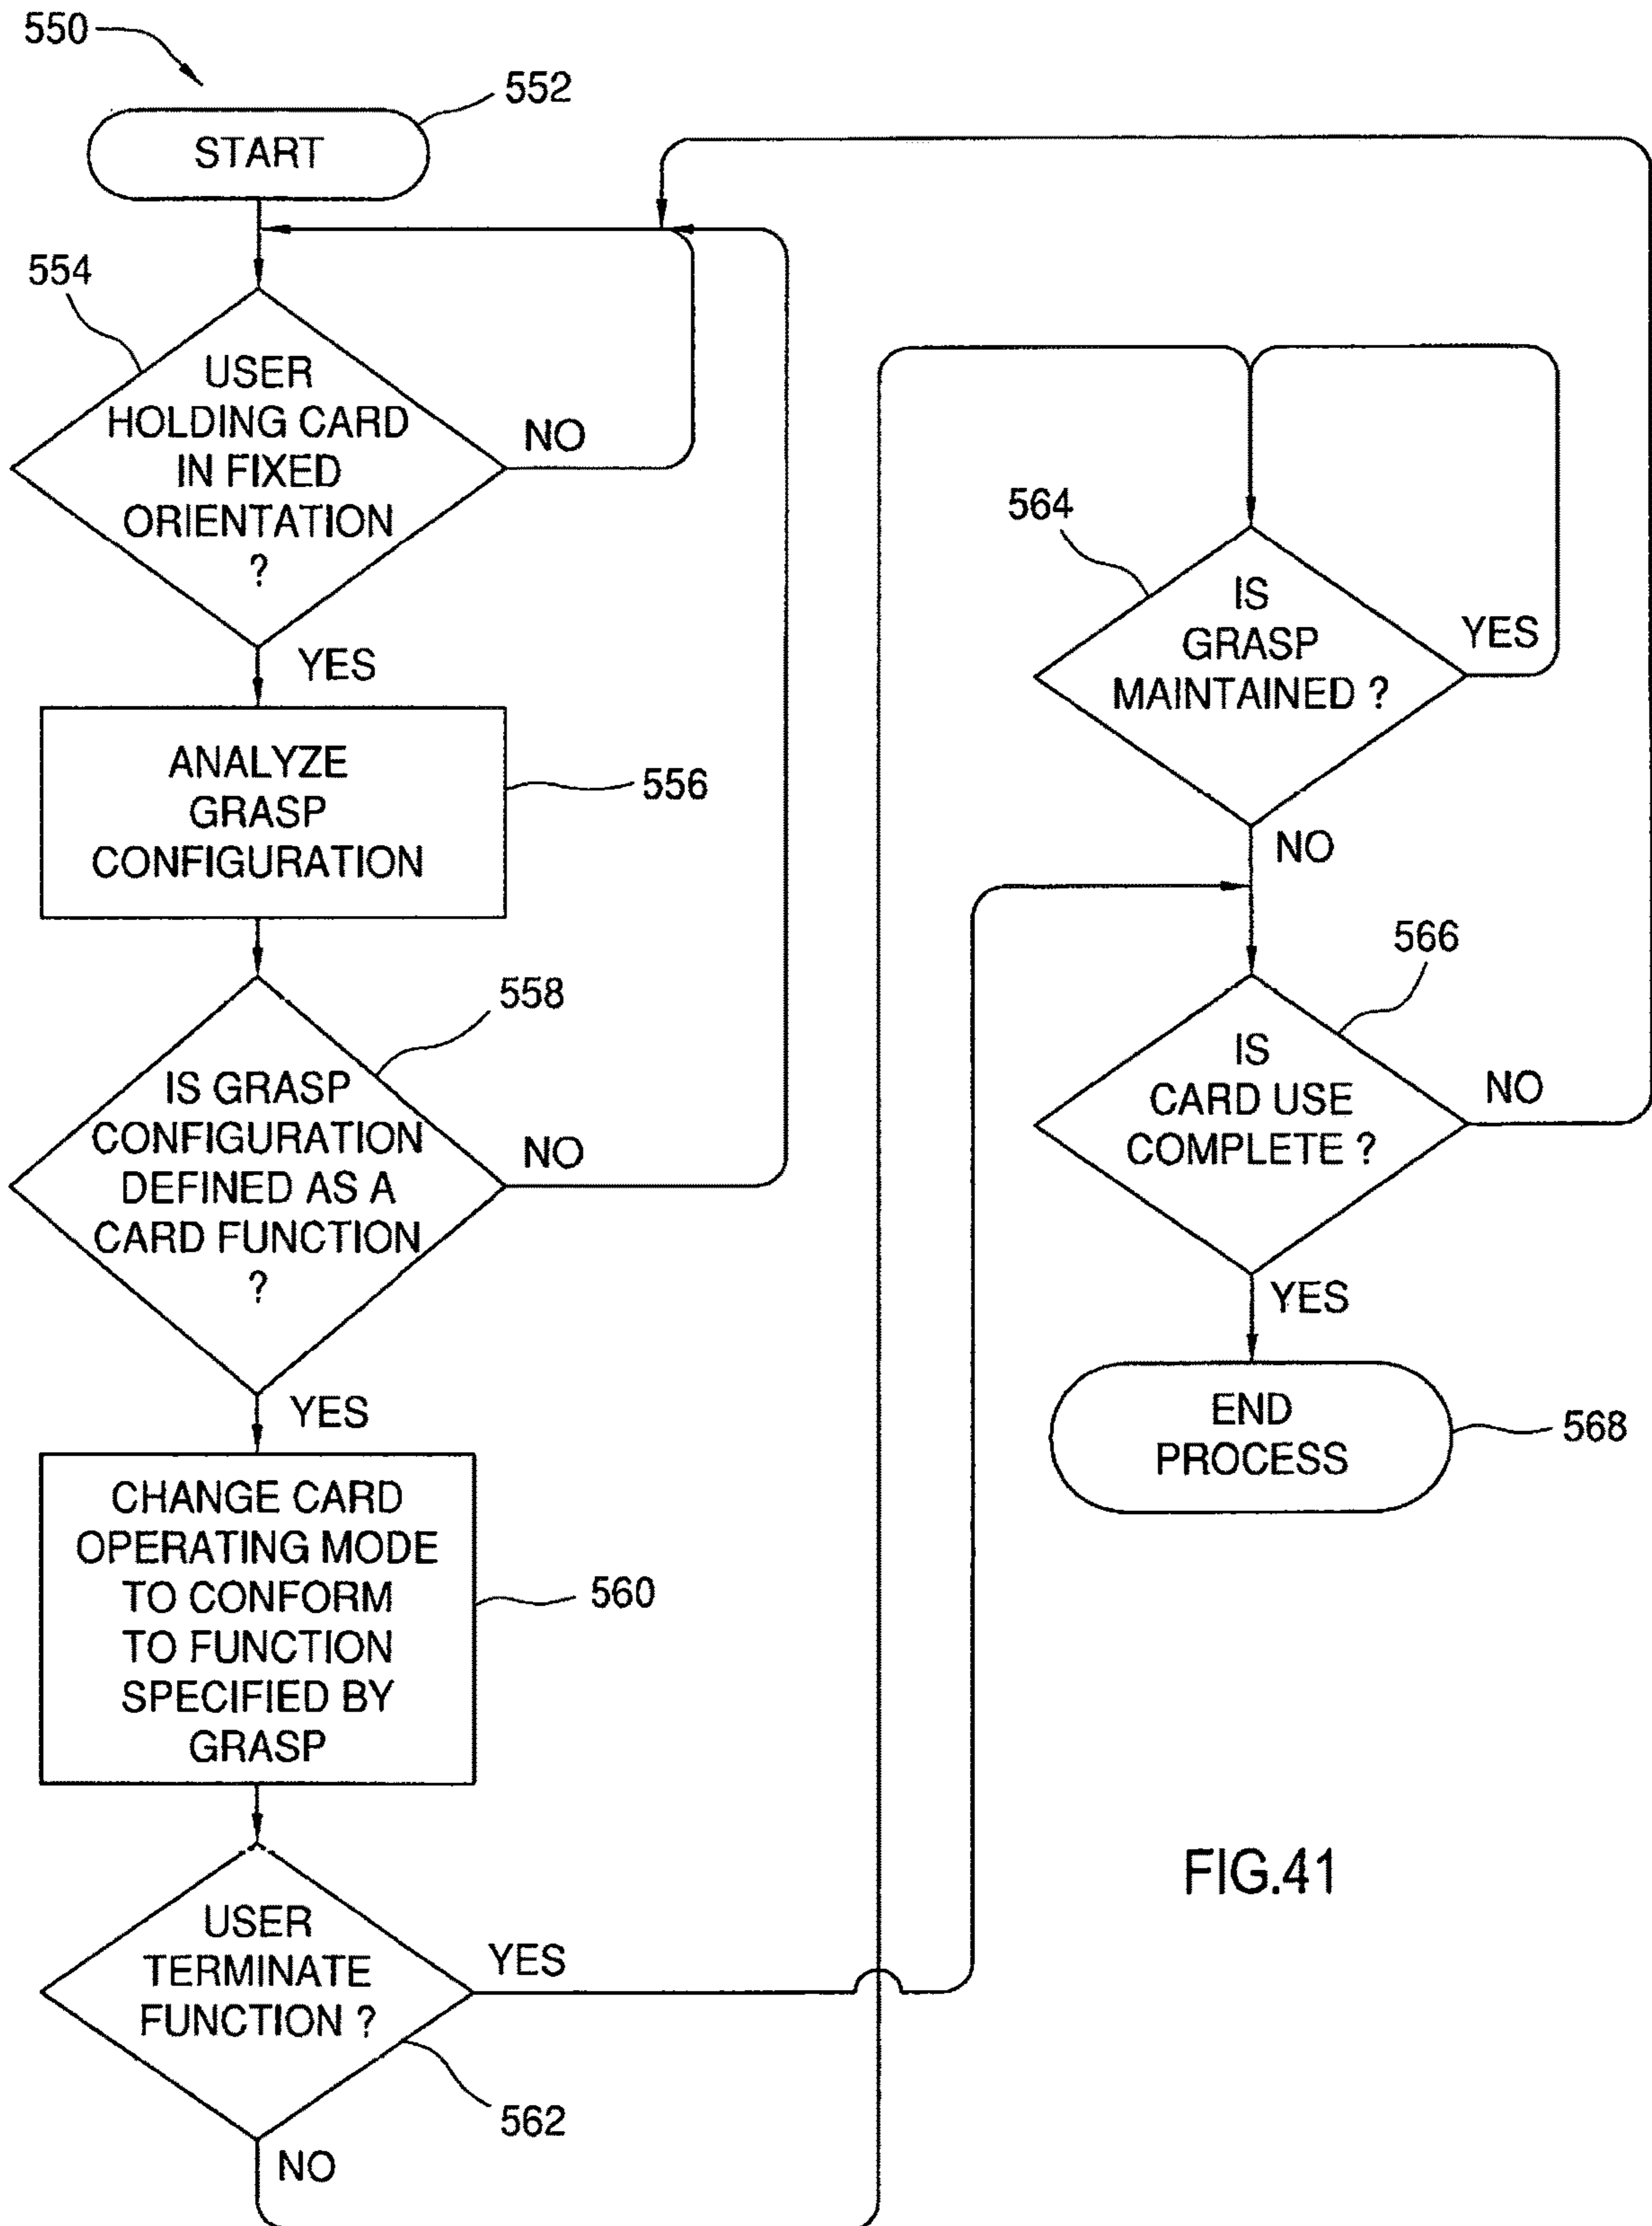 550
552
START
554
USER
HOLDING CARD
IN FIXED
ORIENTATION
?
NO
YES
ANALYZE
GRASP
CONFIGURATION
556
558
IS GRASP
CONFIGURATION
DEFINED AS A
CARD FUNCTION
?
NO
YES
CHANGE CARD
OPERATING MODE
TO CONFORM
TO FUNCTION
SPECIFIED BY
GRASP
560
USER
TERMINATE
FUNCTION ?
YES
562
NO
564
IS
GRASP
MAINTAINED ?
YES
NO
566
IS
CARD USE
COMPLETE ?
NO
YES
END
PROCESS
568
FIG.41